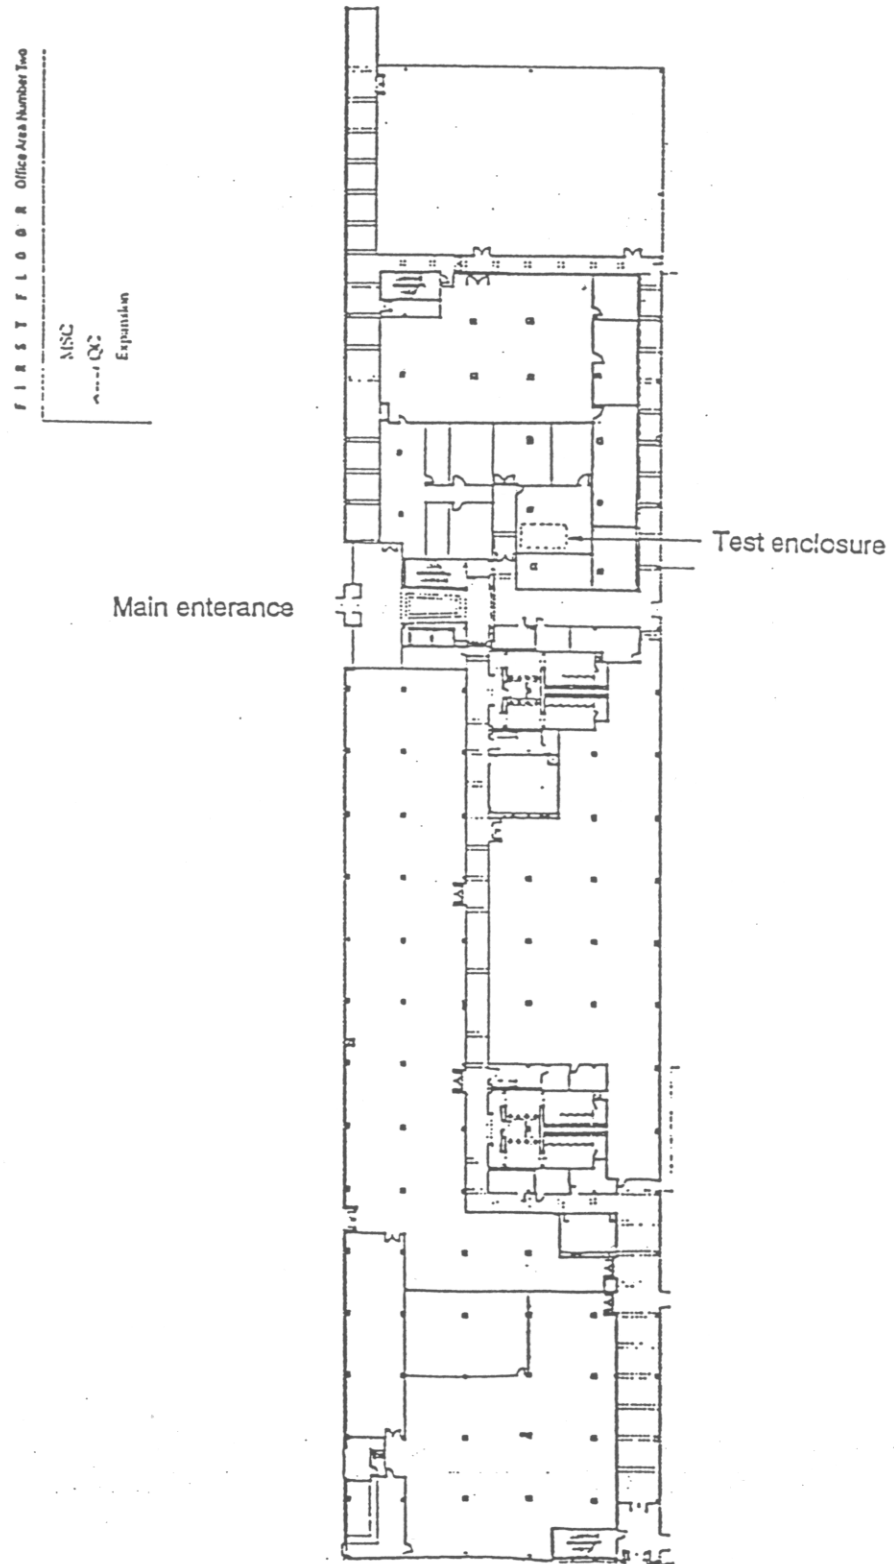 FIRST FLOOR Office Area Number Two
MSC
QC
Expansion
Test enclosure
Main enterance